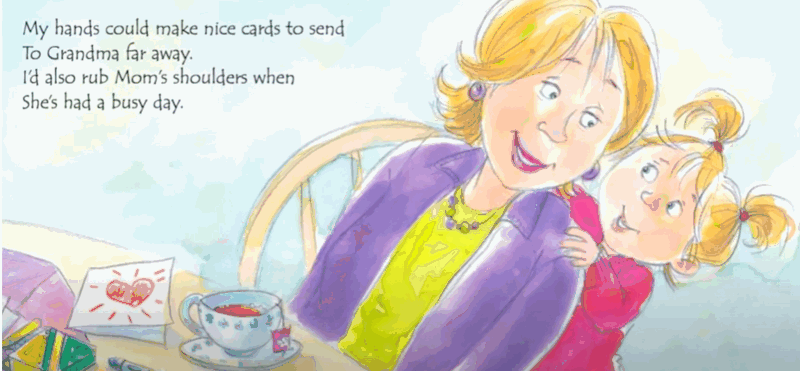 My hands could make nice cards to send
To Grandma far away.
I'd also rub Mom's shoulders when
She's had a busy day.